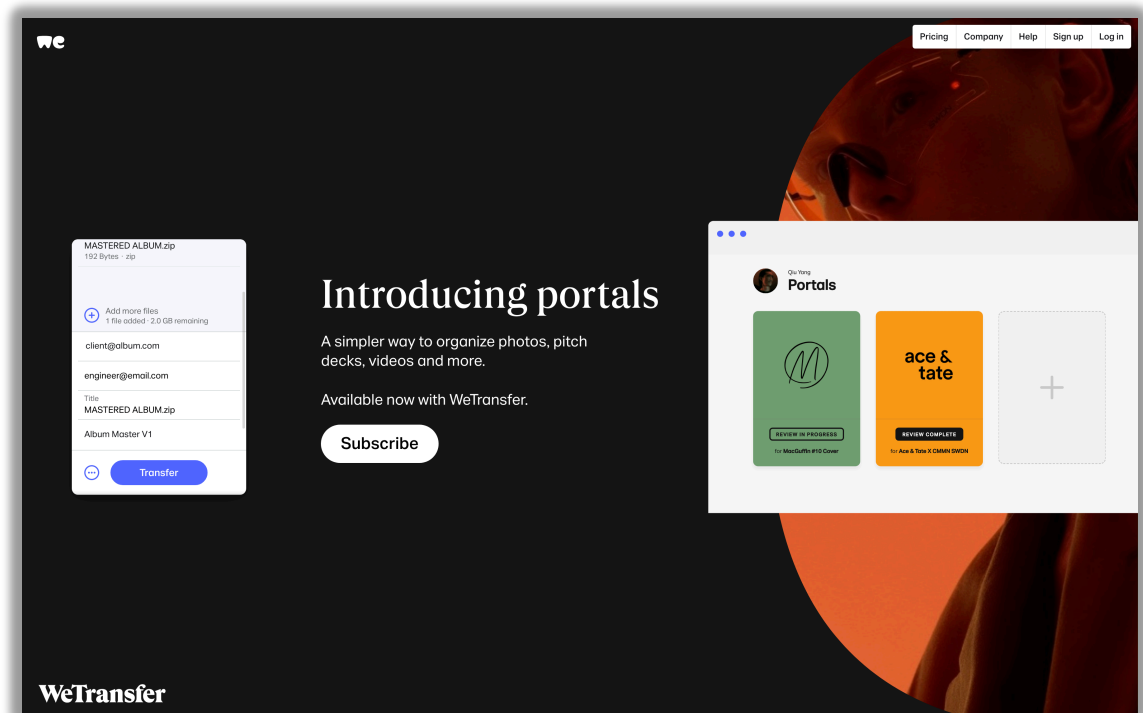 we
Pricing Company Help Sign up Log in
MASTERED ALBUM.zip
192 Bytes · zip
Add more files
1 file added · 2.0 GB remaining
client@album.com
engineer@email.com
Title
MASTERED ALBUM.zip
Album Master V1
Transfer
Introducing portals
A simpler way to organize photos, pitch
decks, videos and more.
Available now with WeTransfer.
Subscribe
Qiu Yang
Portals
M
REVIEW IN PROGRESS
for MacGuffin #10 Cover
ace &
tate
REVIEW COMPLETE
for Ace & Tate X CMMN SWDN
WeTransfer